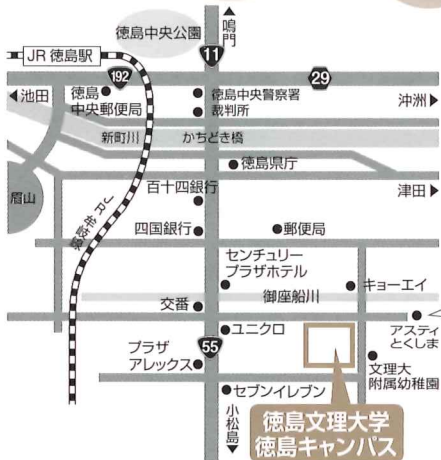 徳島中央公園
▲鳴門
JR 徳島駅
11
192
29
◀池田
徳島
中央郵便局
徳島中央警察署
裁判所
沖洲▶
新町川
かちどき橋
徳島県庁
眉山
百十四銀行
津田▶
JR牟岐線
四国銀行
郵便局
センチュリー
プラザホテル
キョーエイ
御座船川
交番
アスティ
とくしま
ユニクロ
55
プラザ
アレックス
文理大
附属幼稚園
セブンイレブン
小松島▼
徳島文理大学
徳島キャンパス